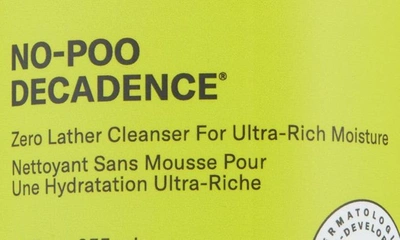 NO-POO
DECADENCE®
Zero Lather Cleanser For Ultra-Rich Moisture
Nettoyant Sans Mousse Pour
Une Hydratation Ultra-Riche